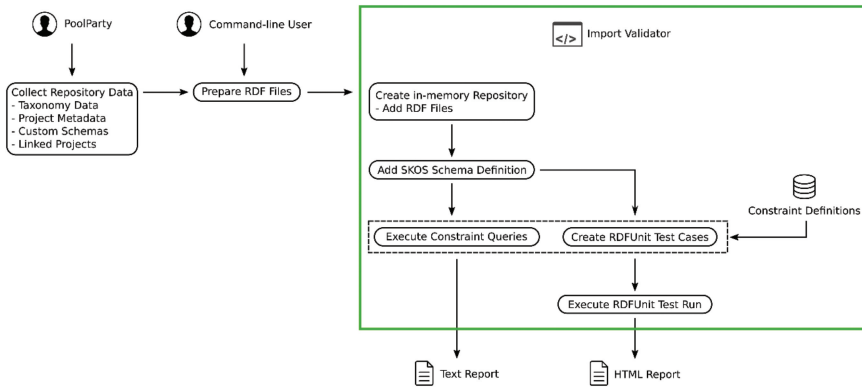 PoolParty
Command-line User
</>
Import Validator
Collect Repository Data
- Taxonomy Data
- Project Metadata
- Custom Schemas
- Linked Projects
Prepare RDF Files
Create in-memory Repository
- Add RDF Files
Add SKOS Schema Definition
Constraint Definitions
Execute Constraint Queries
Create RDFUnit Test Cases
Execute RDFUnit Test Run
Text Report
HTML Report